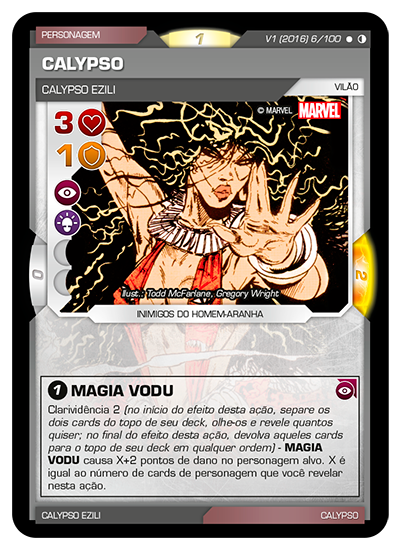 PERSONAGEM
1
V1 (2016) 6/100
CALYPSO
CALYPSO EZILI
VILÃO
© MARVEL
MARVEL
3
1
0
2
Ilust.: Todd McFarlane, Gregory Wright
INIMIGOS DO HOMEM-ARANHA
1 MAGIA VODU
Clarividência 2 (no início do efeito desta ação, separe os
dois cards do topo de seu deck, olhe-os e revele quantos
quiser; no final do efeito desta ação, devolva aqueles cards
para o topo de seu deck em qualquer ordem) - MAGIA
VODU causa X+2 pontos de dano no personagem alvo. X é
igual ao número de cards de personagem que você revelar
nesta ação.
CALYPSO EZILI
CALYPSO